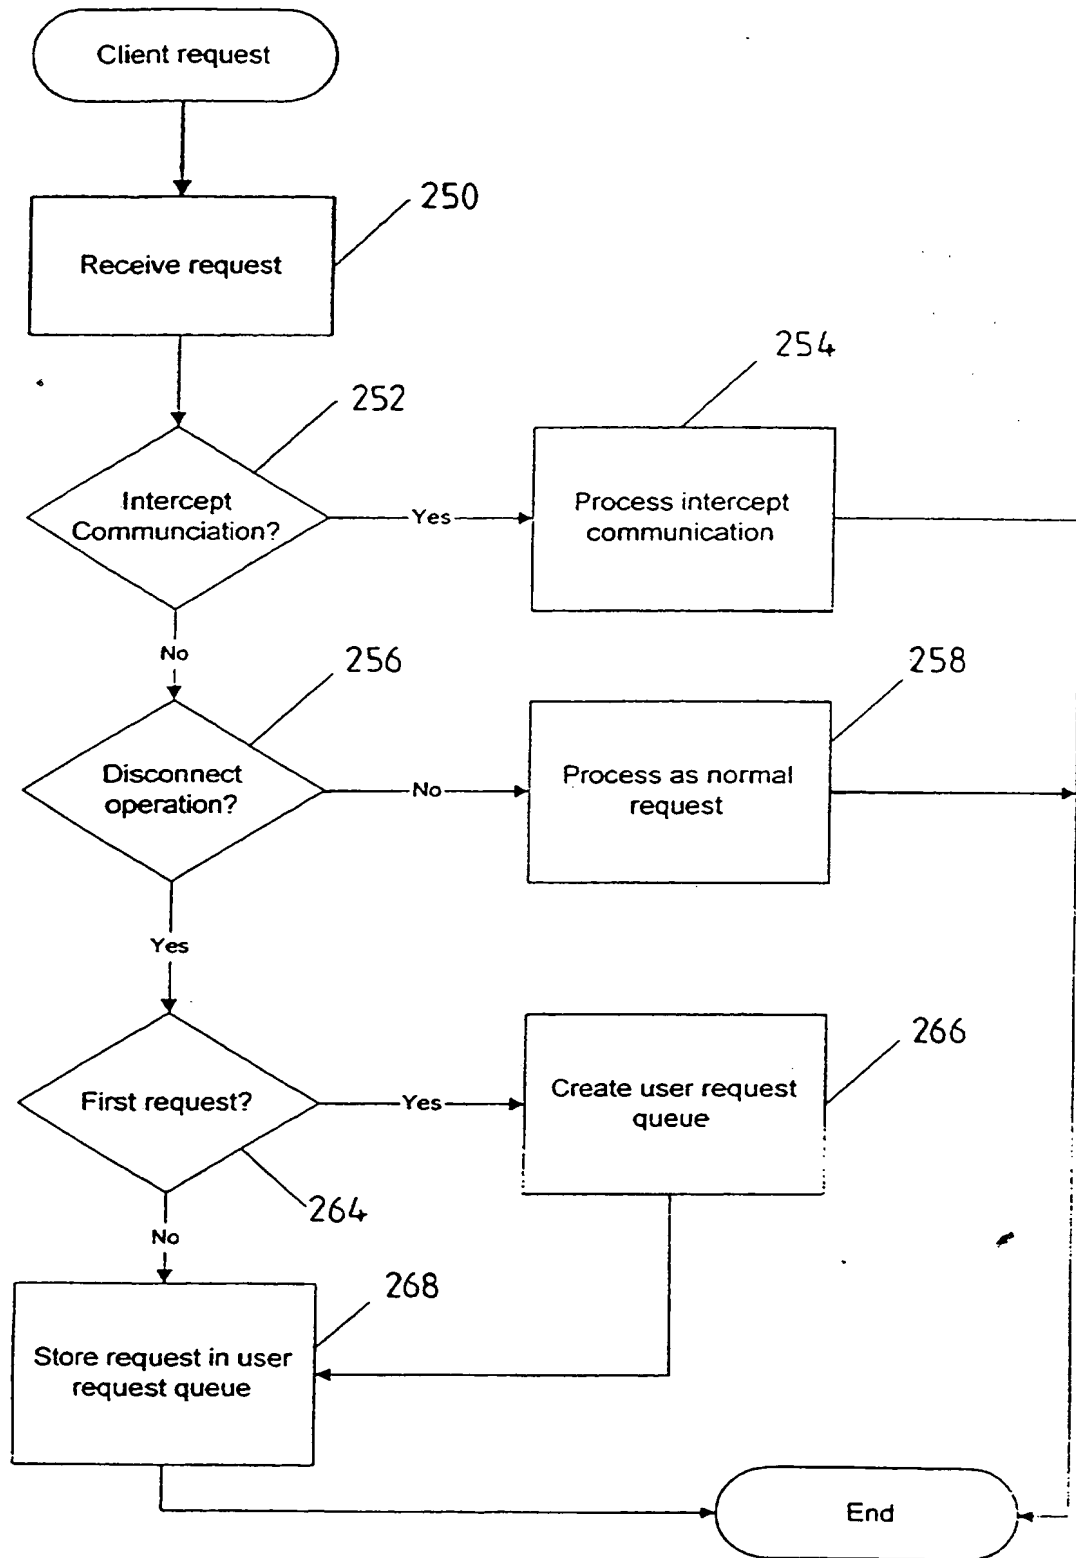 Client request
250
Receive request
254
252
Intercept
Communciation?
Yes
Process intercept
communication
No
256
258
Disconnect
operation?
No
Process as normal
request
Yes
266
First request?
Yes
Create user request
queue
264
No
268
Store request in user
request queue
End